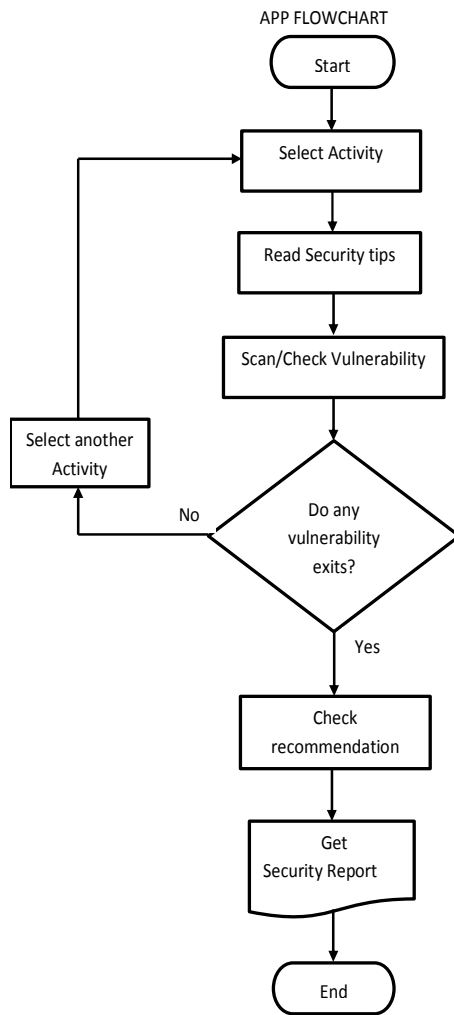 APP FLOWCHART
Start
Select Activity
Read Security tips
Scan/Check Vulnerability
Select another
Activity
No
Do any
vulnerability
exits?
Yes
Check
recommendation
Get
Security Report
End